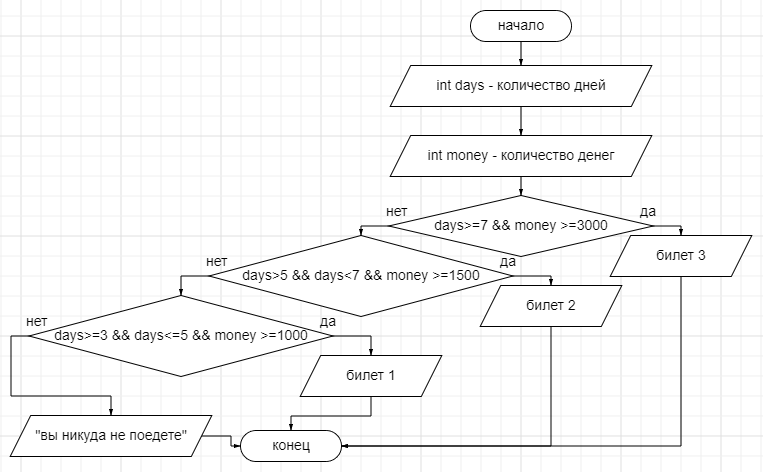 начало
int days - количество дней
int money - количество денег
нет
да
days>=7 && money >=3000
билет 3
нет
да
days>5 && days<7 && money >=1500
билет 2
нет
да
days>=3 && days<=5 && money >=1000
билет 1
"вы никуда не поедете"
конец